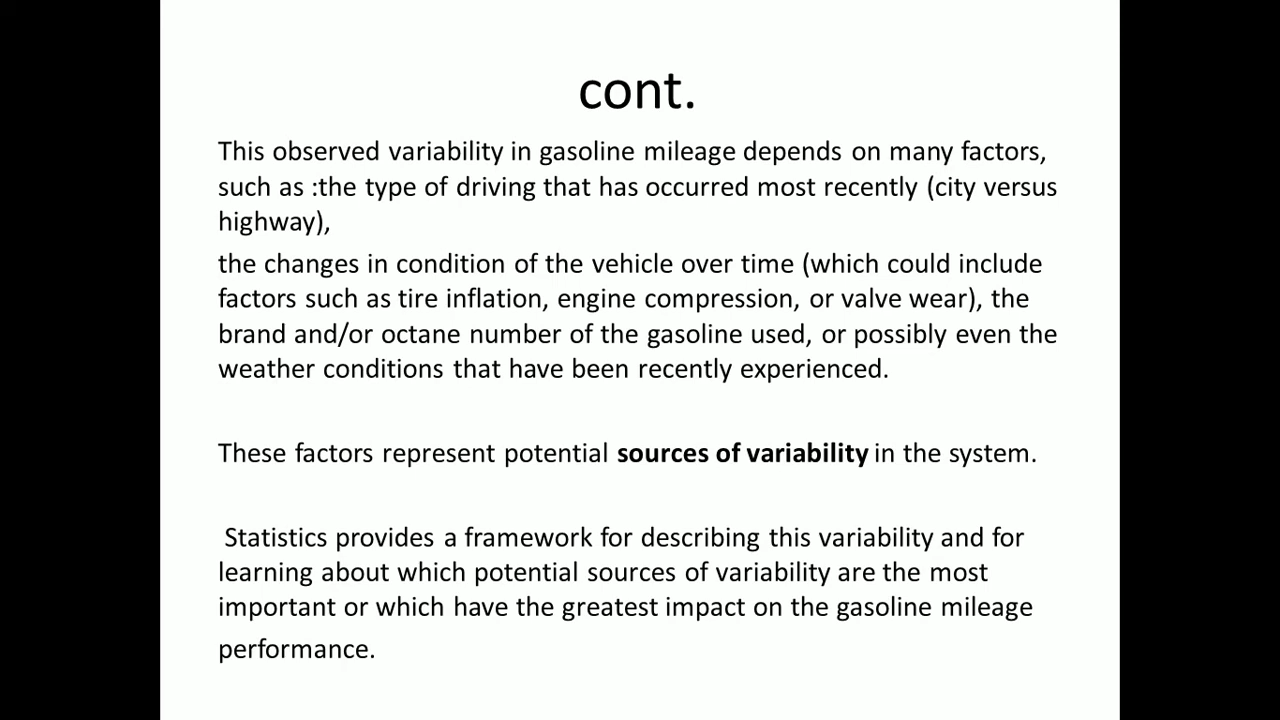 cont.
This observed variability in gasoline mileage depends on many factors,
such as :the type of driving that has occurred most recently (city versus
highway),
the changes in condition of the vehicle over time (which could include
factors such as tire inflation, engine compression, or valve wear), the
brand and/or octane number of the gasoline used, or possibly even the
weather conditions that have been recently experienced.
These factors represent potential sources of variability in the system.
Statistics provides a framework for describing this variability and for
learning about which potential sources of variability are the most
important or which have the greatest impact on the gasoline mileage
performance.